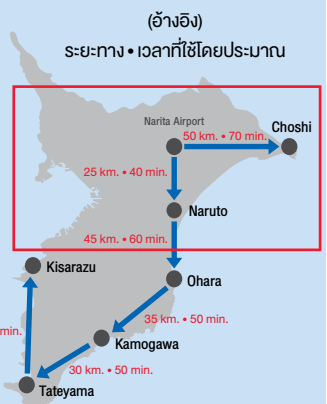 (อ้างอิง)
ระยะทาง • เวลาที่ใช้โดยประมาณ
Narita Airport
50 km. • 70 min.
Choshi
25 km. • 40 min.
Naruto
45 km. • 60 min.
Kisarazu
Ohara
35 km. • 50 min.
min.
Kamogawa
30 km. • 50 min.
Tateyama